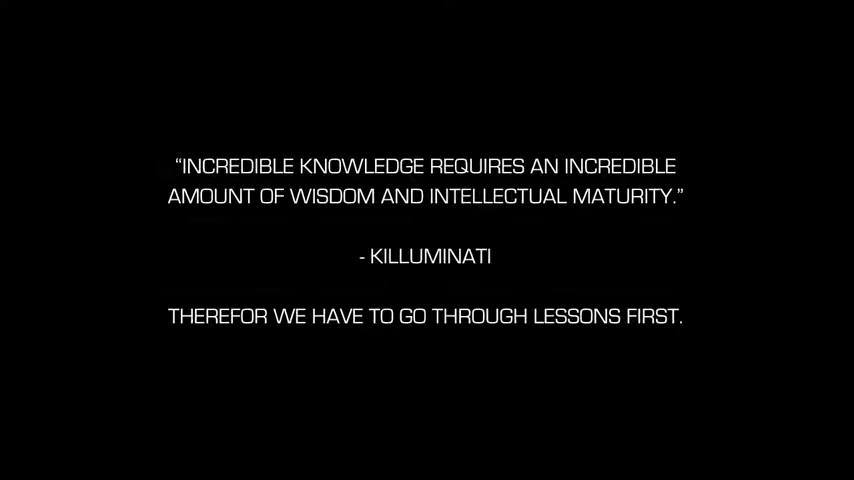 “INCREDIBLE KNOWLEDGE REQUIRES AN INCREDIBLE
AMOUNT OF WISDOM AND INTELLECTUAL MATURITY.”
- KILLUMINATI
THEREFOR WE HAVE TO GO THROUGH LESSONS FIRST.